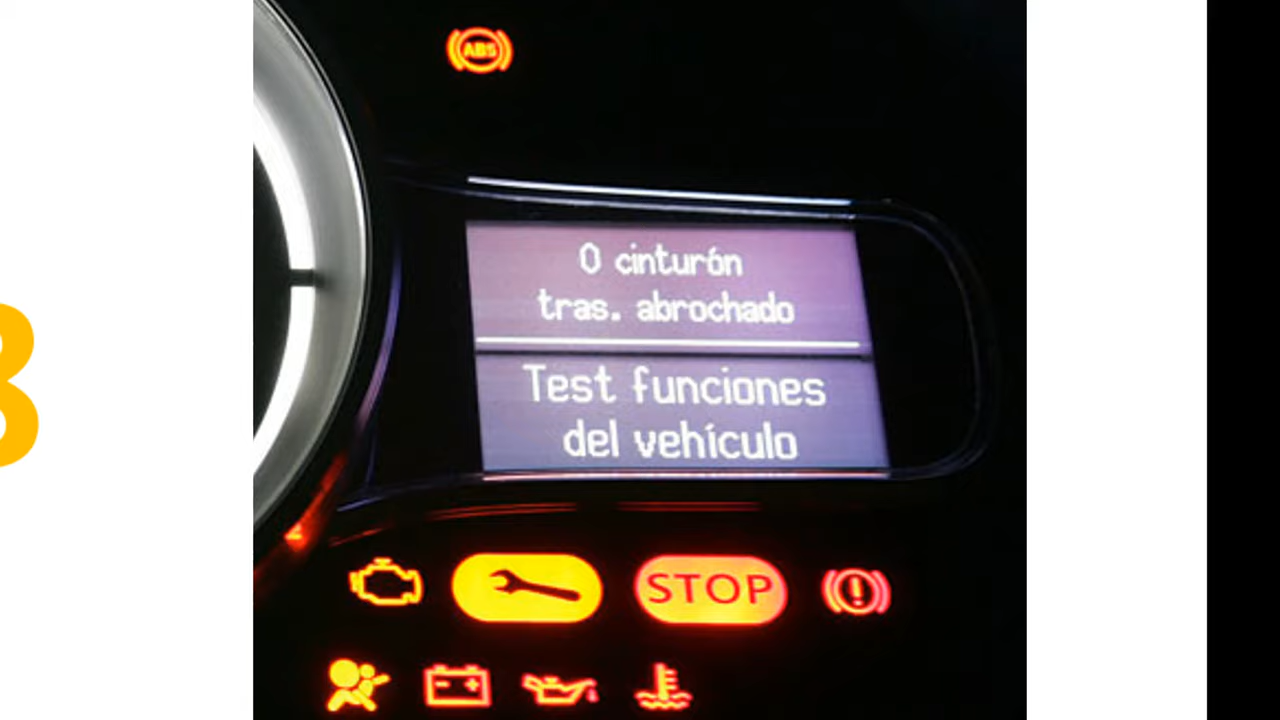 ABS
0 cinturón
tras. abrochado
Test funciones
del vehículo
STOP